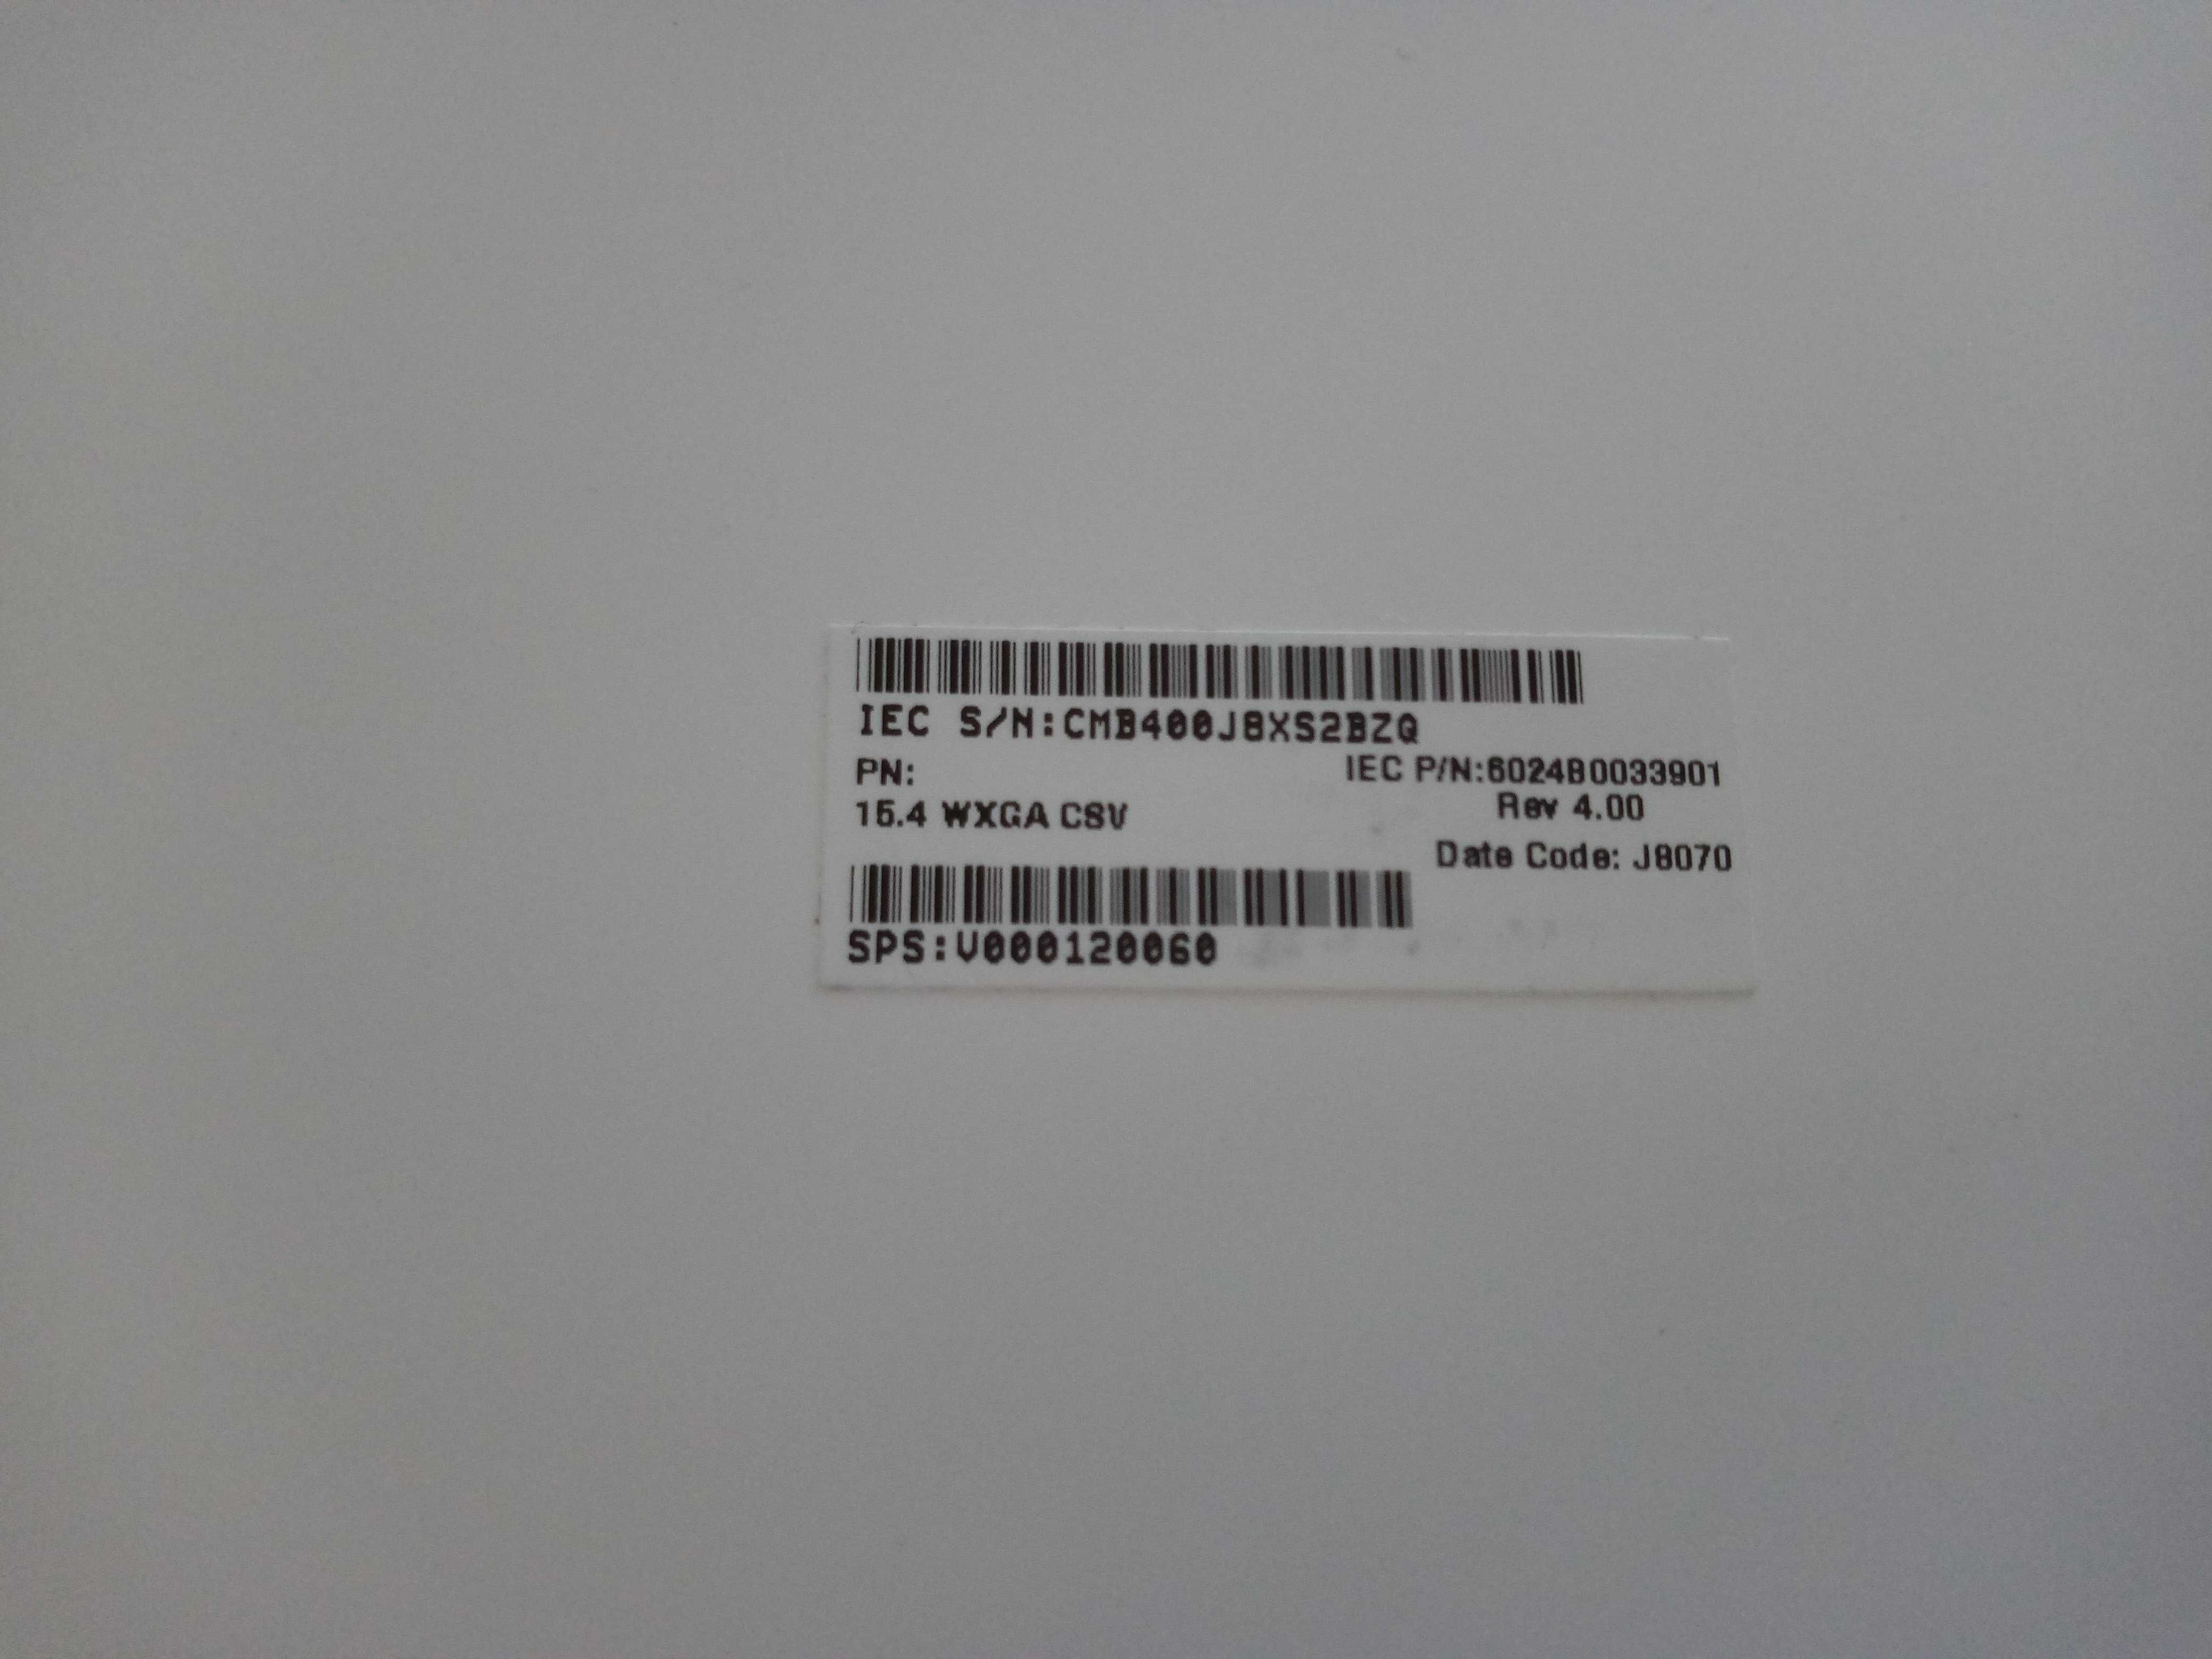 IEC S/N:CMB400J8XS2BZQ
PN:
IEC P/N:6024B0033901
15.4 WXGA CSV
Rev 4.00
Date Code: J8070
SPS:V000120060